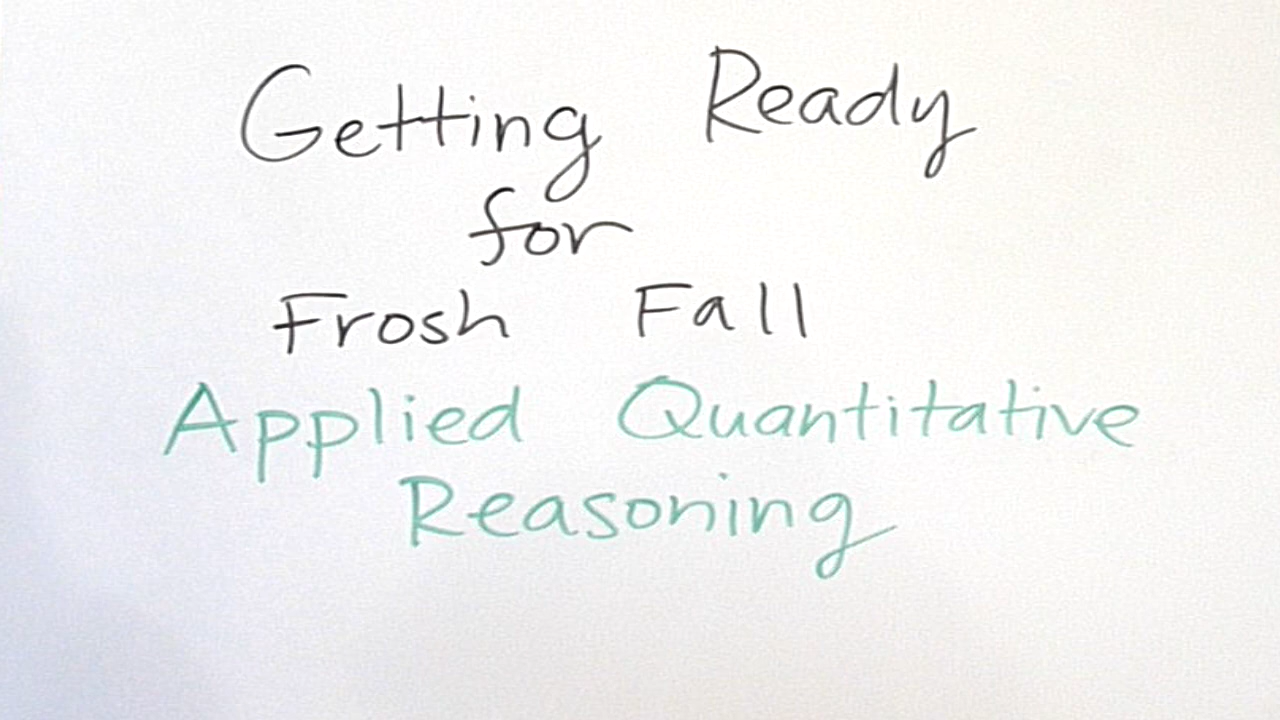 Getting Ready
for
Frosh Fall
Applied Quantitative
Reasoning